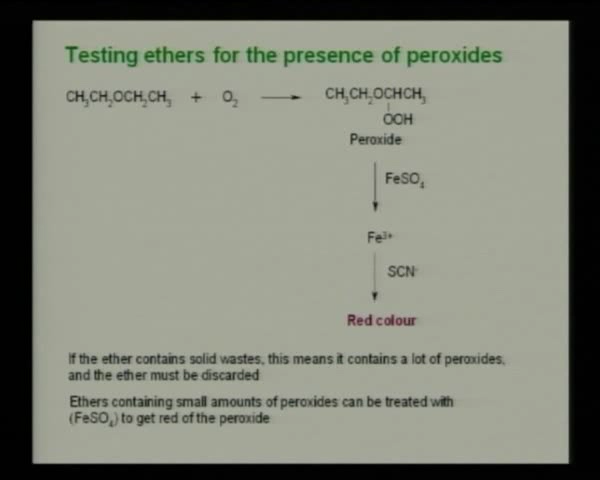 Testing ethers for the presence of peroxides
CH₃CH₂OCH₂CH₃ + O₂ ⟶ CH₃CH₂OCHCH₃
OOH
Peroxide
FeSO₄
Fe³⁺
SCN⁻
Red colour
If the ether contains solid wastes, this means it contains a lot of peroxides,
and the ether must be discarded
Ethers containing small amounts of peroxides can be treated with
(FeSO₄) to get red of the peroxide